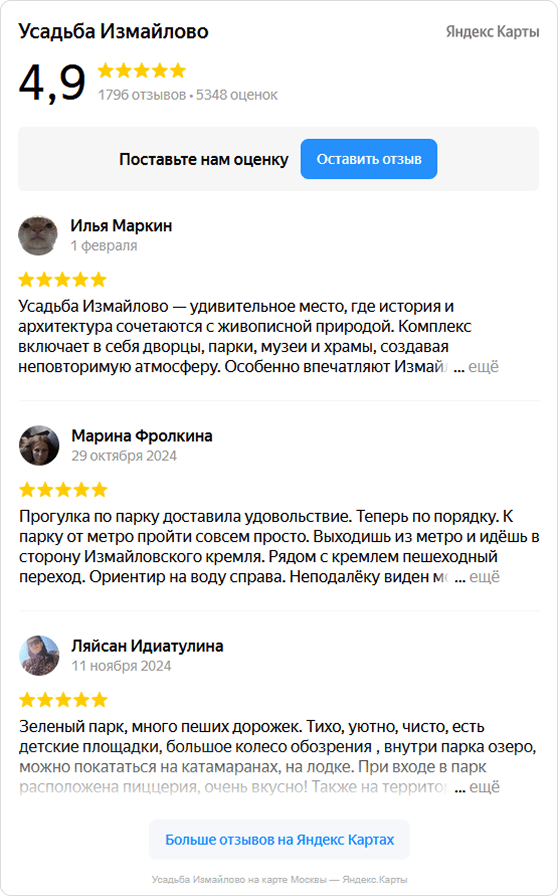 Усадьба Измайлово
Яндекс Карты
4,9
1796 отзывов • 5348 оценок
Поставьте нам оценку
Оставить отзыв
Илья Маркин
1 февраля
Усадьба Измайлово — удивительное место, где история и
архитектура сочетаются с живописной природой. Комплекс
включает в себя дворцы, парки, музеи и храмы, создавая
неповторимую атмосферу. Особенно впечатляют Измай ... ещё
Марина Фролкина
29 октября 2024
Прогулка по парку доставила удовольствие. Теперь по порядку. К
парку от метро пройти совсем просто. Выходишь из метро и идёшь в
сторону Измайловского кремля. Рядом с кремлем пешеходный
переход. Ориентир на воду справа. Неподалёку виден ... ещё
Ляйсан Идиатулина
11 ноября 2024
Зеленый парк, много пеших дорожек. Тихо, уютно, чисто, есть
детские площадки, большое колесо обозрения , внутри парка озеро,
можно покататься на катамаранах, на лодке. При входе в парк
расположена пиццерия, очень вкусно! Также на территор ... ещё
Больше отзывов на Яндекс Картах
Усадьба Измайлово на карте Москвы — Яндекс.Карты